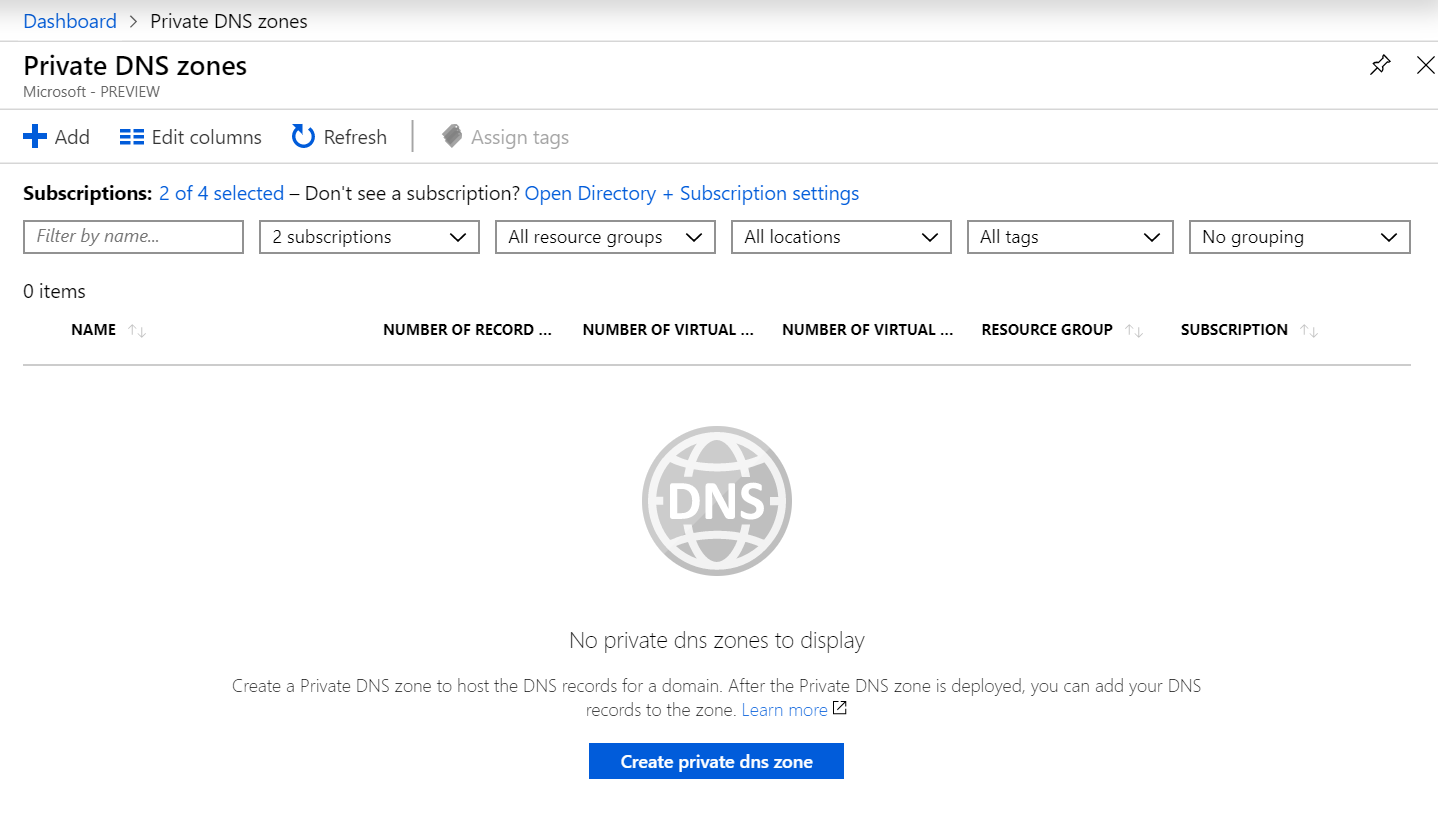 Dashboard > Private DNS zones
Private DNS zones
Microsoft - PREVIEW
Add Edit columns Refresh Assign tags
Subscriptions: 2 of 4 selected – Don't see a subscription? Open Directory + Subscription settings
Filter by name... 2 subscriptions All resource groups All locations All tags No grouping
0 items
NAME NUMBER OF RECORD ... NUMBER OF VIRTUAL ... NUMBER OF VIRTUAL ... RESOURCE GROUP SUBSCRIPTION
DNS
No private dns zones to display
Create a Private DNS zone to host the DNS records for a domain. After the Private DNS zone is deployed, you can add your DNS
records to the zone. Learn more
Create private dns zone